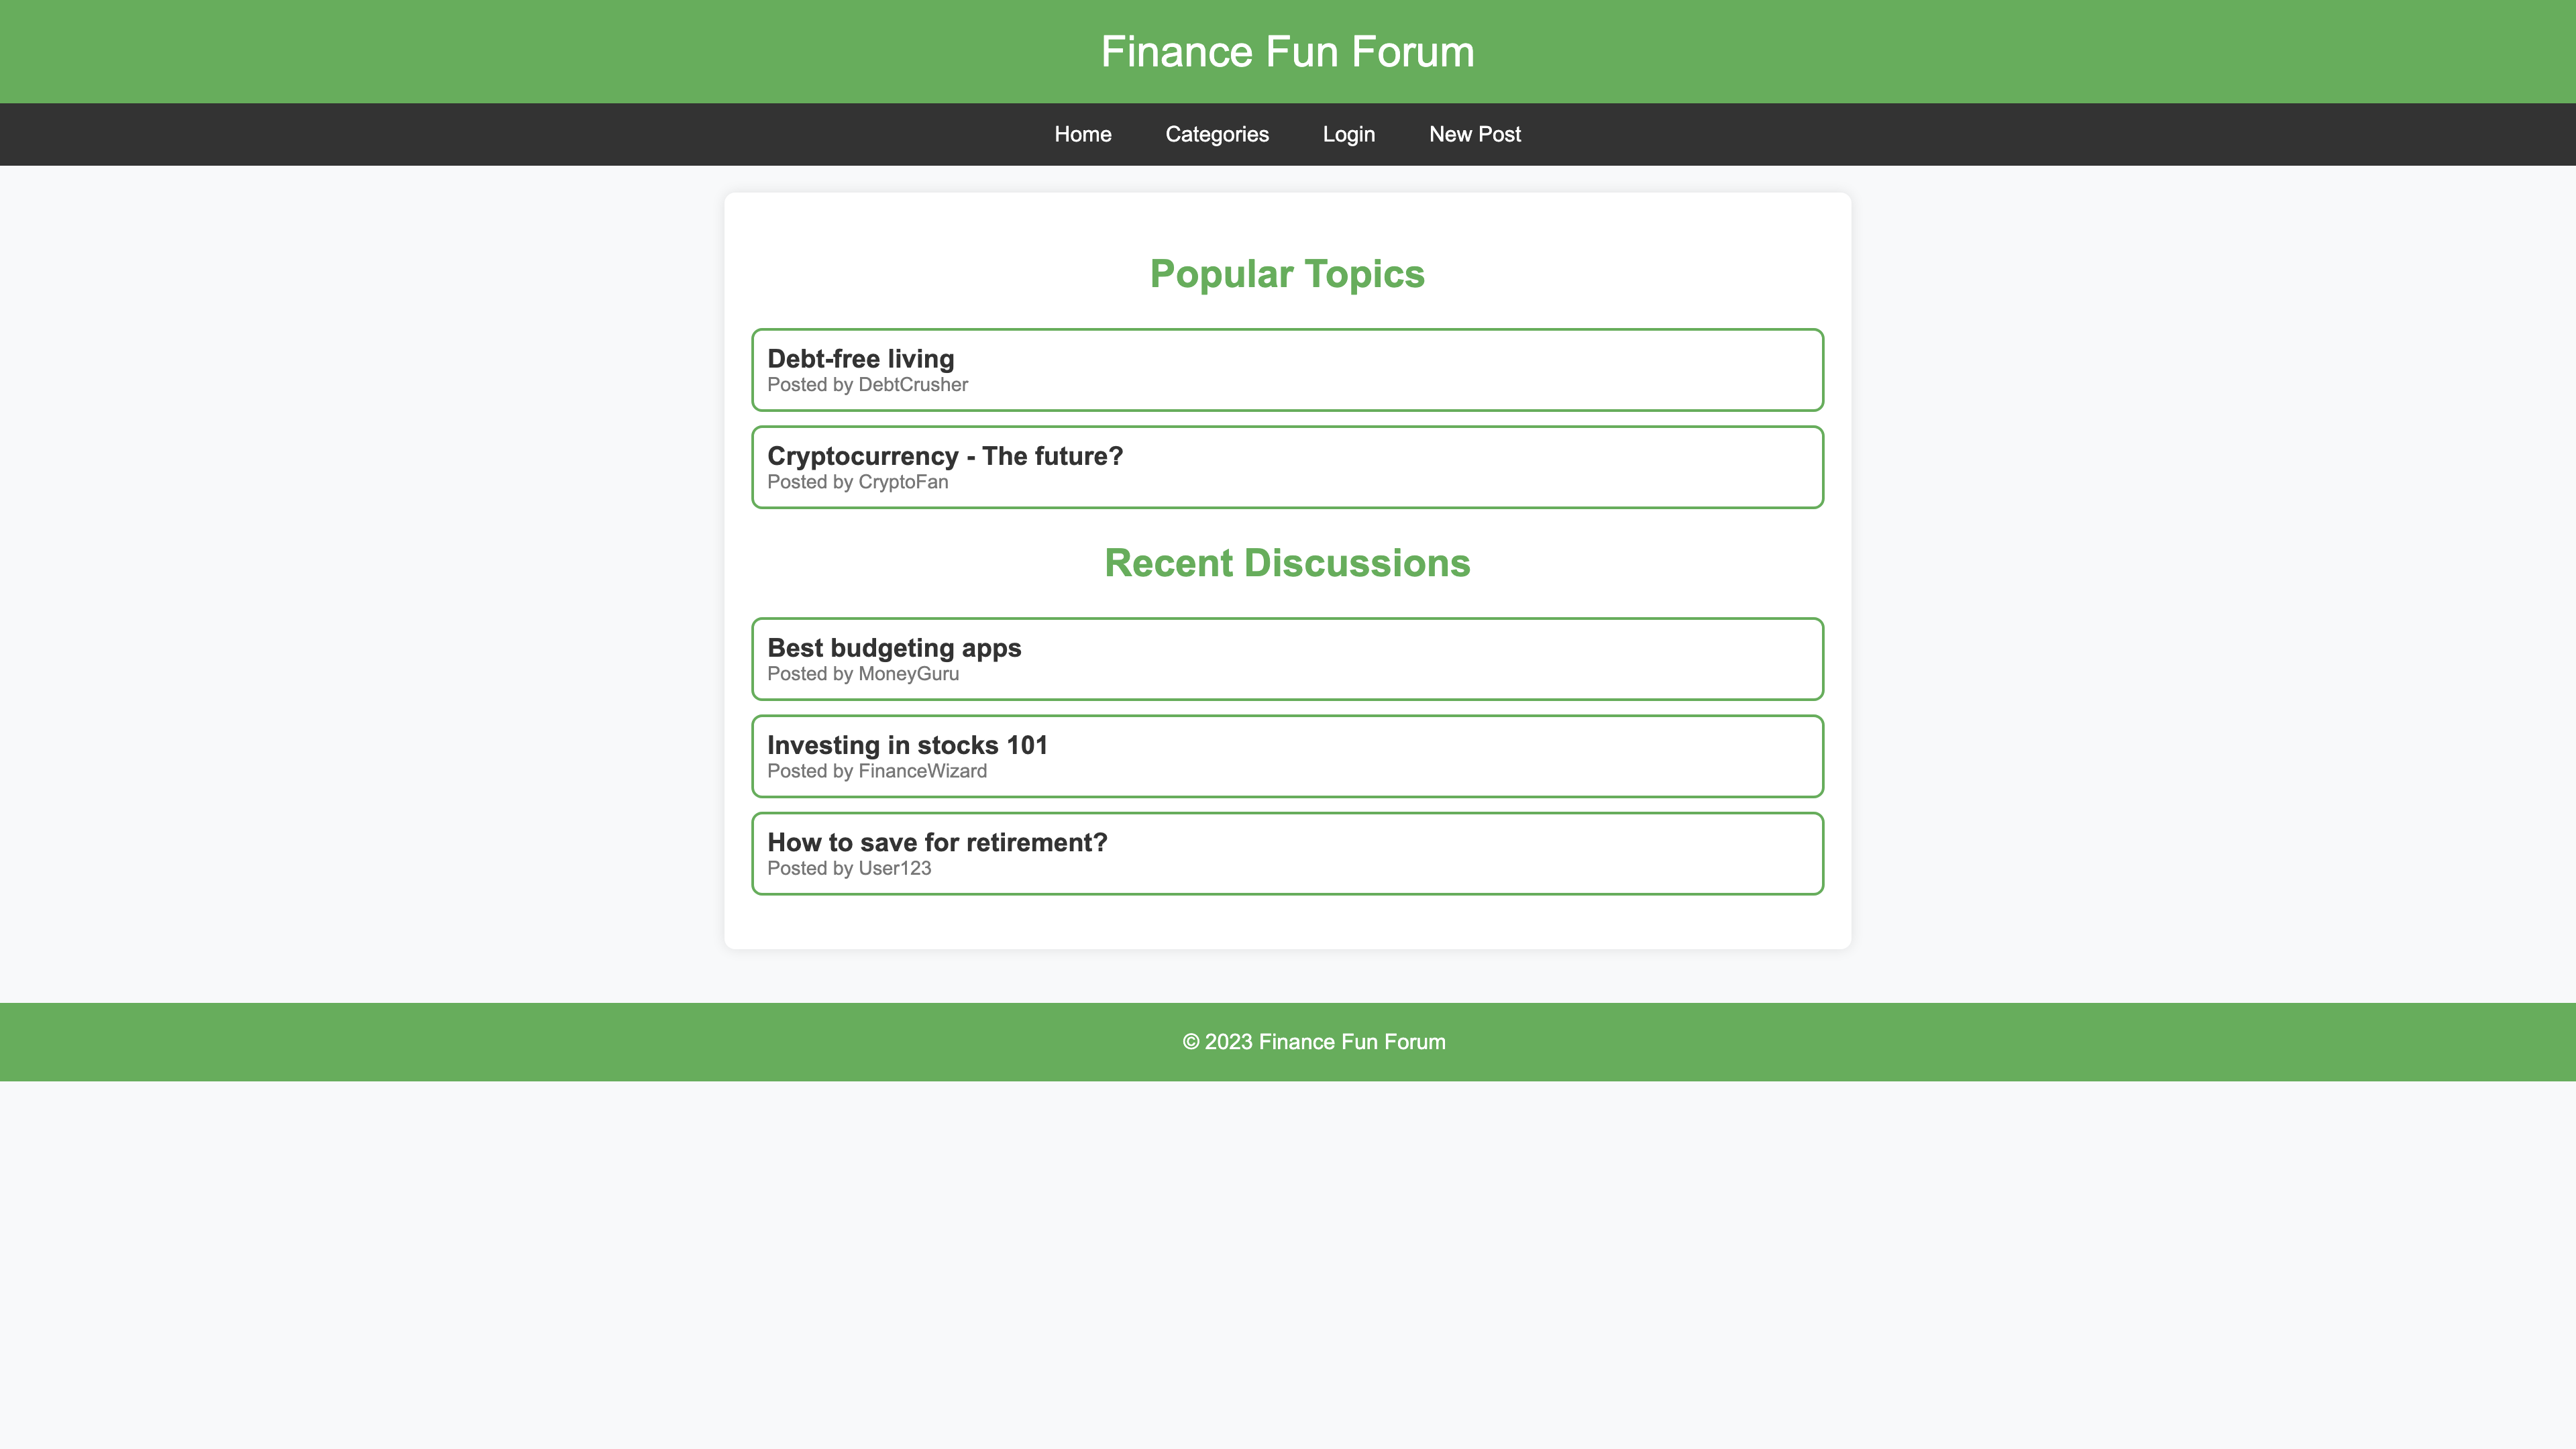 Finance Fun Forum
Home Categories Login New Post
Popular Topics
Debt-free living
Posted by DebtCrusher
Cryptocurrency - The future?
Posted by CryptoFan
Recent Discussions
Best budgeting apps
Posted by MoneyGuru
Investing in stocks 101
Posted by FinanceWizard
How to save for retirement?
Posted by User123
© 2023 Finance Fun Forum